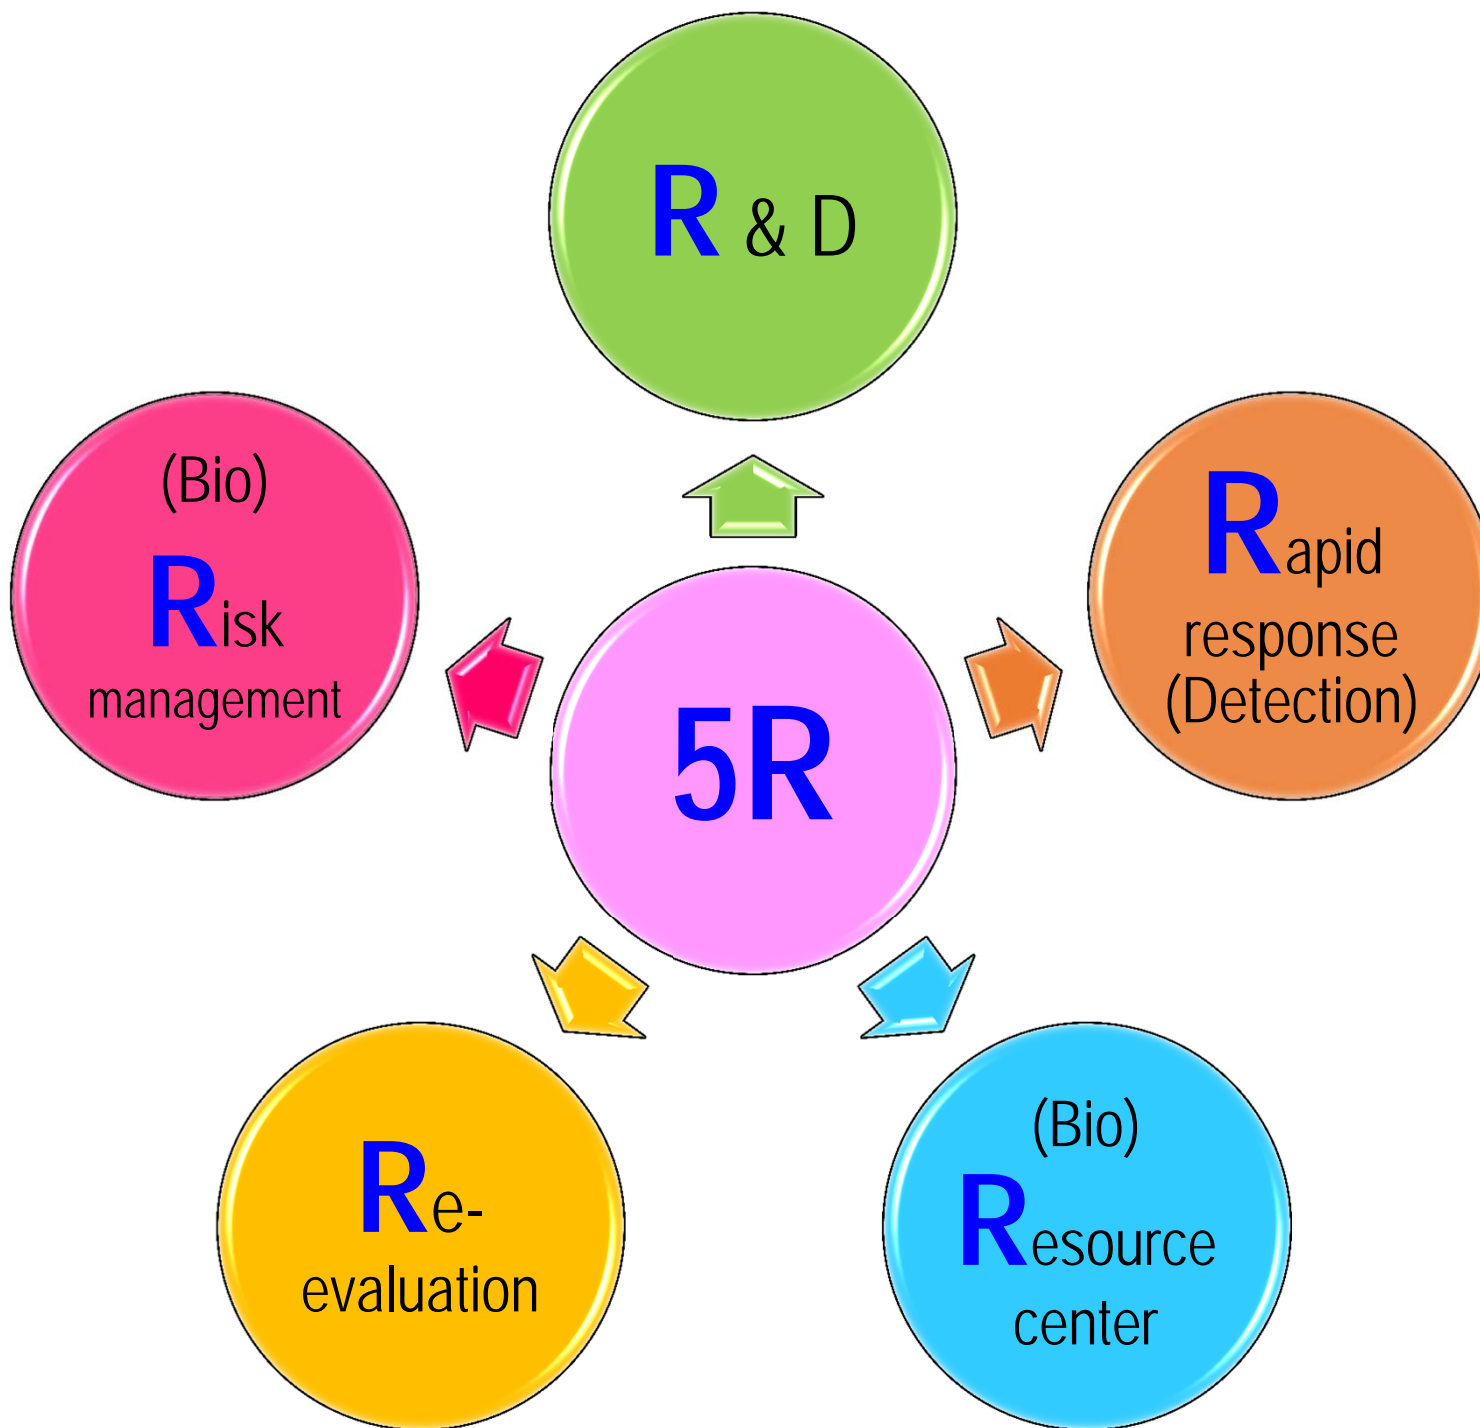 R & D
(Bio)
Risk
management
Rapid
response
(Detection)
5R
Re-
evaluation
(Bio)
Resource
center